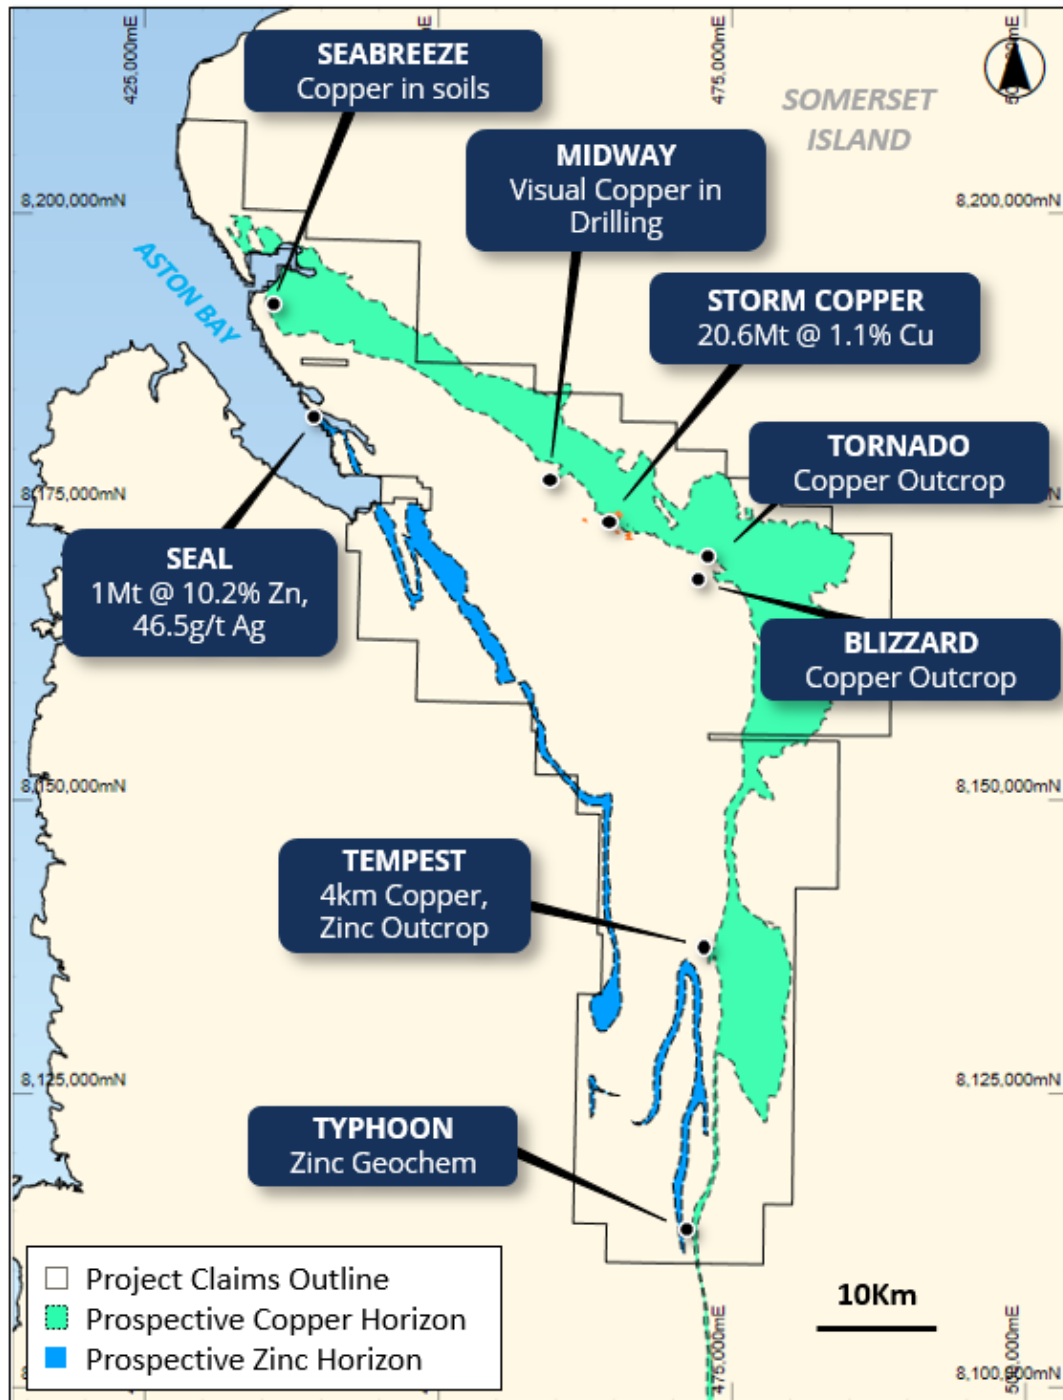 425,000mE
475,000mE
SEABREEZE
Copper in soils
SOMERSET
ISLAND
MIDWAY
Visual Copper in
Drilling
8,200,000mN
8,200,000mN
ASTON BAY
STORM COPPER
20.6Mt @ 1.1% Cu
TORNADO
Copper Outcrop
8,175,000mN
SEAL
1Mt @ 10.2% Zn,
46.5g/t Ag
BLIZZARD
Copper Outcrop
8,150,000mN
8,150,000mN
TEMPEST
4km Copper,
Zinc Outcrop
8,125,000mN
8,125,000mN
TYPHOON
Zinc Geochem
Project Claims Outline
Prospective Copper Horizon
Prospective Zinc Horizon
10Km
475,000mE
500,000mE
8,100,000mN